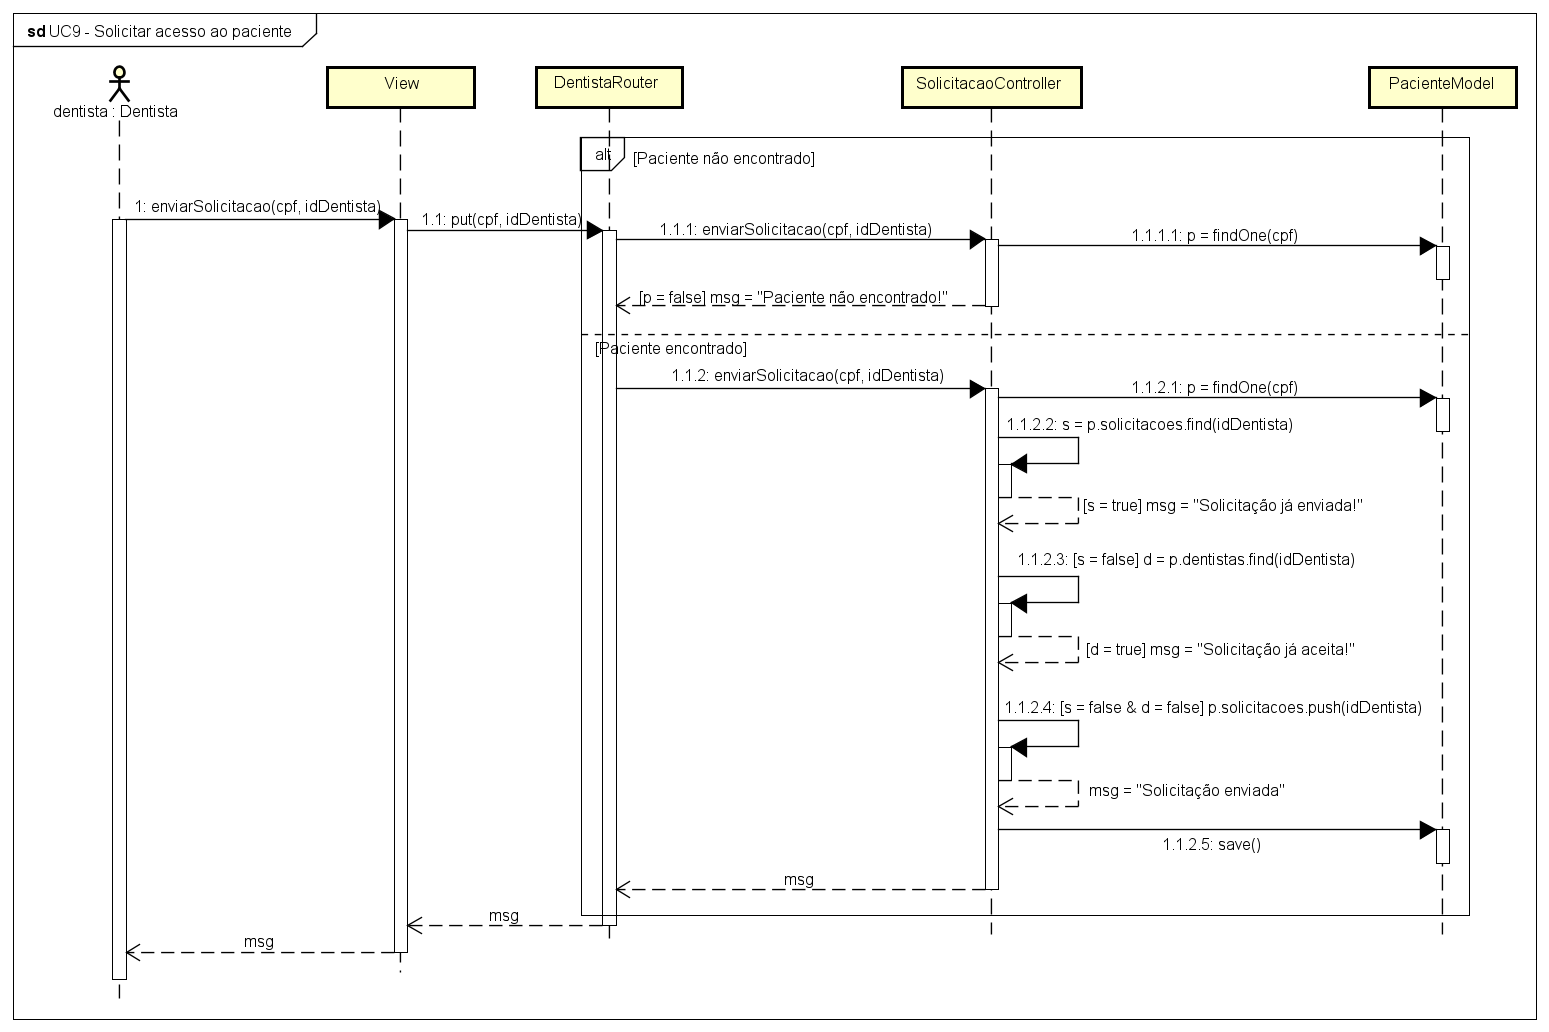 sd UC9 - Solicitar acesso ao paciente
dentista : Dentista
View
DentistaRouter
SolicitacaoController
PacienteModel
alt
[Paciente não encontrado]
1: enviarSolicitacao(cpf, idDentista)
1.1: put(cpf, idDentista)
1.1.1: enviarSolicitacao(cpf, idDentista)
1.1.1.1: p = findOne(cpf)
[p = false] msg = "Paciente não encontrado!"
[Paciente encontrado]
1.1.2: enviarSolicitacao(cpf, idDentista)
1.1.2.1: p = findOne(cpf)
1.1.2.2: s = p.solicitacoes.find(idDentista)
[s = true] msg = "Solicitação já enviada!"
1.1.2.3: [s = false] d = p.dentistas.find(idDentista)
[d = true] msg = "Solicitação já aceita!"
1.1.2.4: [s = false & d = false] p.solicitacoes.push(idDentista)
msg = "Solicitação enviada"
1.1.2.5: save()
msg
msg
msg